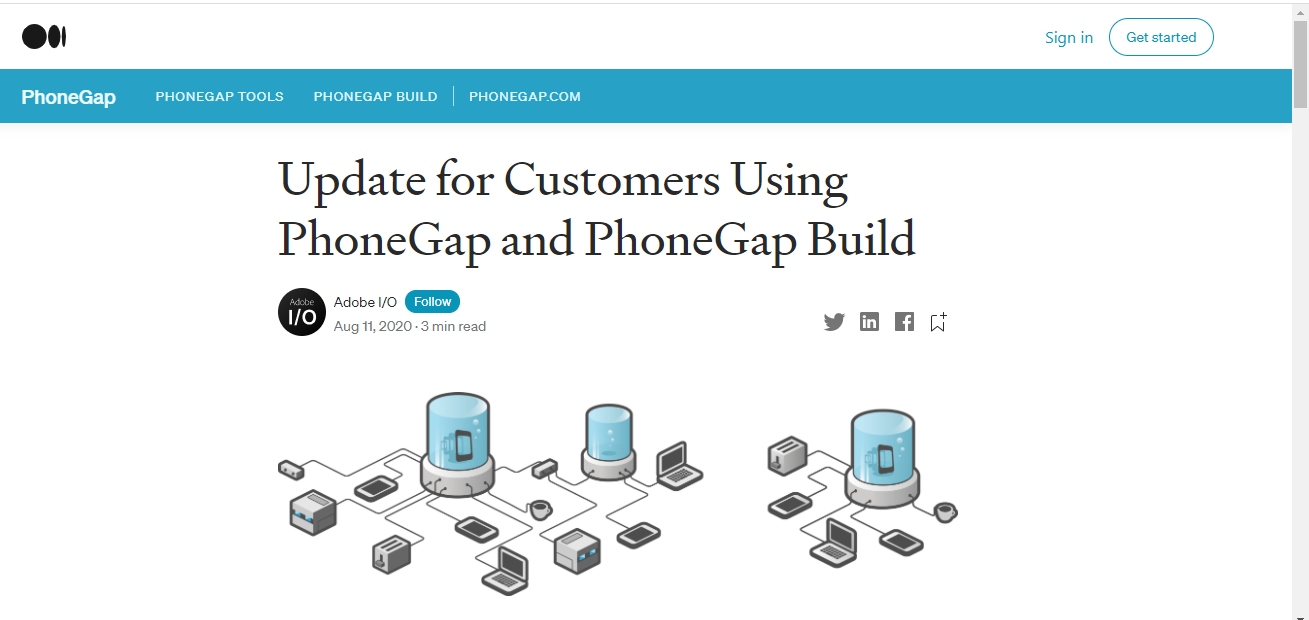 Sign in
Get started
PhoneGap
PHONEGAP TOOLS
PHONEGAP BUILD
PHONEGAP.COM
Update for Customers Using
PhoneGap and PhoneGap Build
Adobe
I/O
Adobe I/O
Follow
Aug 11, 2020 · 3 min read